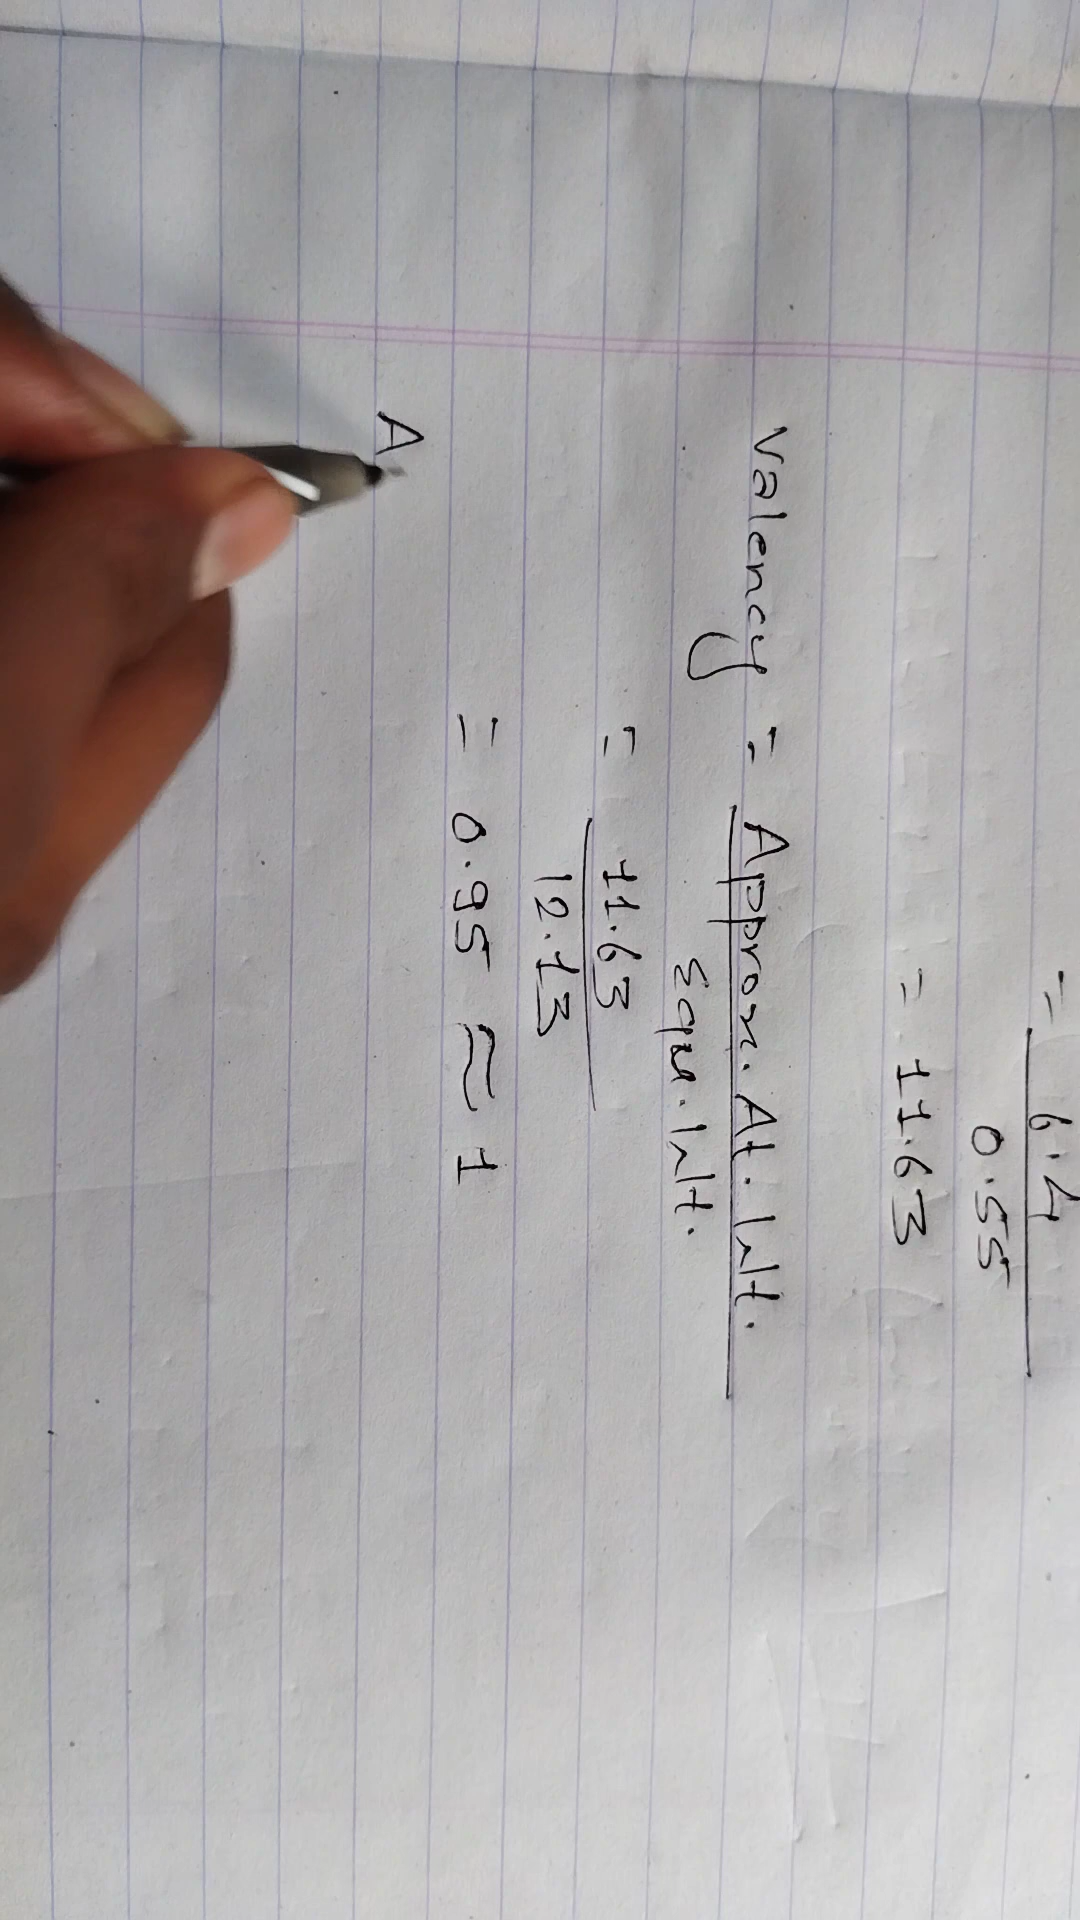 = 6.4
0.55
= 11.63
valency = Approx. At. Wt.
Equ. Wt.
= 11.63
12.13
= 0.95 ≈ 1
A